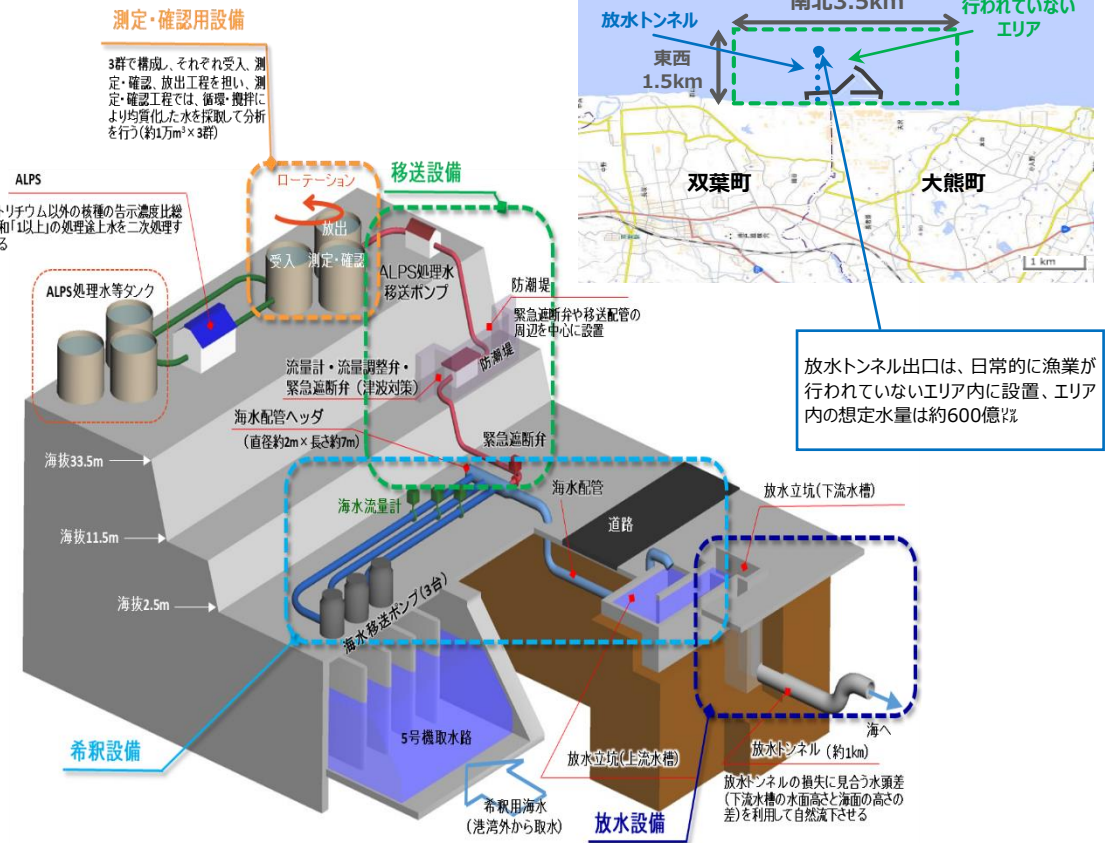 測定・確認用設備
3群で構成し、それぞれ受入、測
定・確認、放出工程を担い、測
定・確認工程では、循環・攪拌に
より均質化した水を採取して分析
を行う(約1万m³×3群)
ALPS
トリチウム以外の核種の告示濃度比総
和「1以上」の処理途上水を二次処理す
る
ALPS処理水等タンク
ローテーション
放出
受入
測定・確認
移送設備
ALPS処理水
移送ポンプ
防潮堤
緊急遮断弁や移送配管の
周辺を中心に設置
防潮堤
流量計・流量調整弁・
緊急遮断弁(津波対策)
海水配管ヘッダ
(直径約2m×長さ約7m)
緊急遮断弁
海水流量計
海水配管
道路
放水立坑(下流水槽)
海抜33.5m
海抜11.5m
海抜2.5m
海水移送ポンプ(3台)
5号機取水路
希釈設備
希釈用海水
(港湾外から取水)
放水立坑(上流水槽)
放水設備
海へ
放水トンネル(約1km)
放水トンネルの損失に見合う水頭差
(下流水槽の水面高さと海面の高さの
差)を利用して自然流下させる
南北3.5km
行われていない
エリア
放水トンネル
東西
1.5km
双葉町
大熊町
1 km
放水トンネル出口は、日常的に漁業が
行われていないエリア内に設置、エリア
内の想定水量は約600億㍑